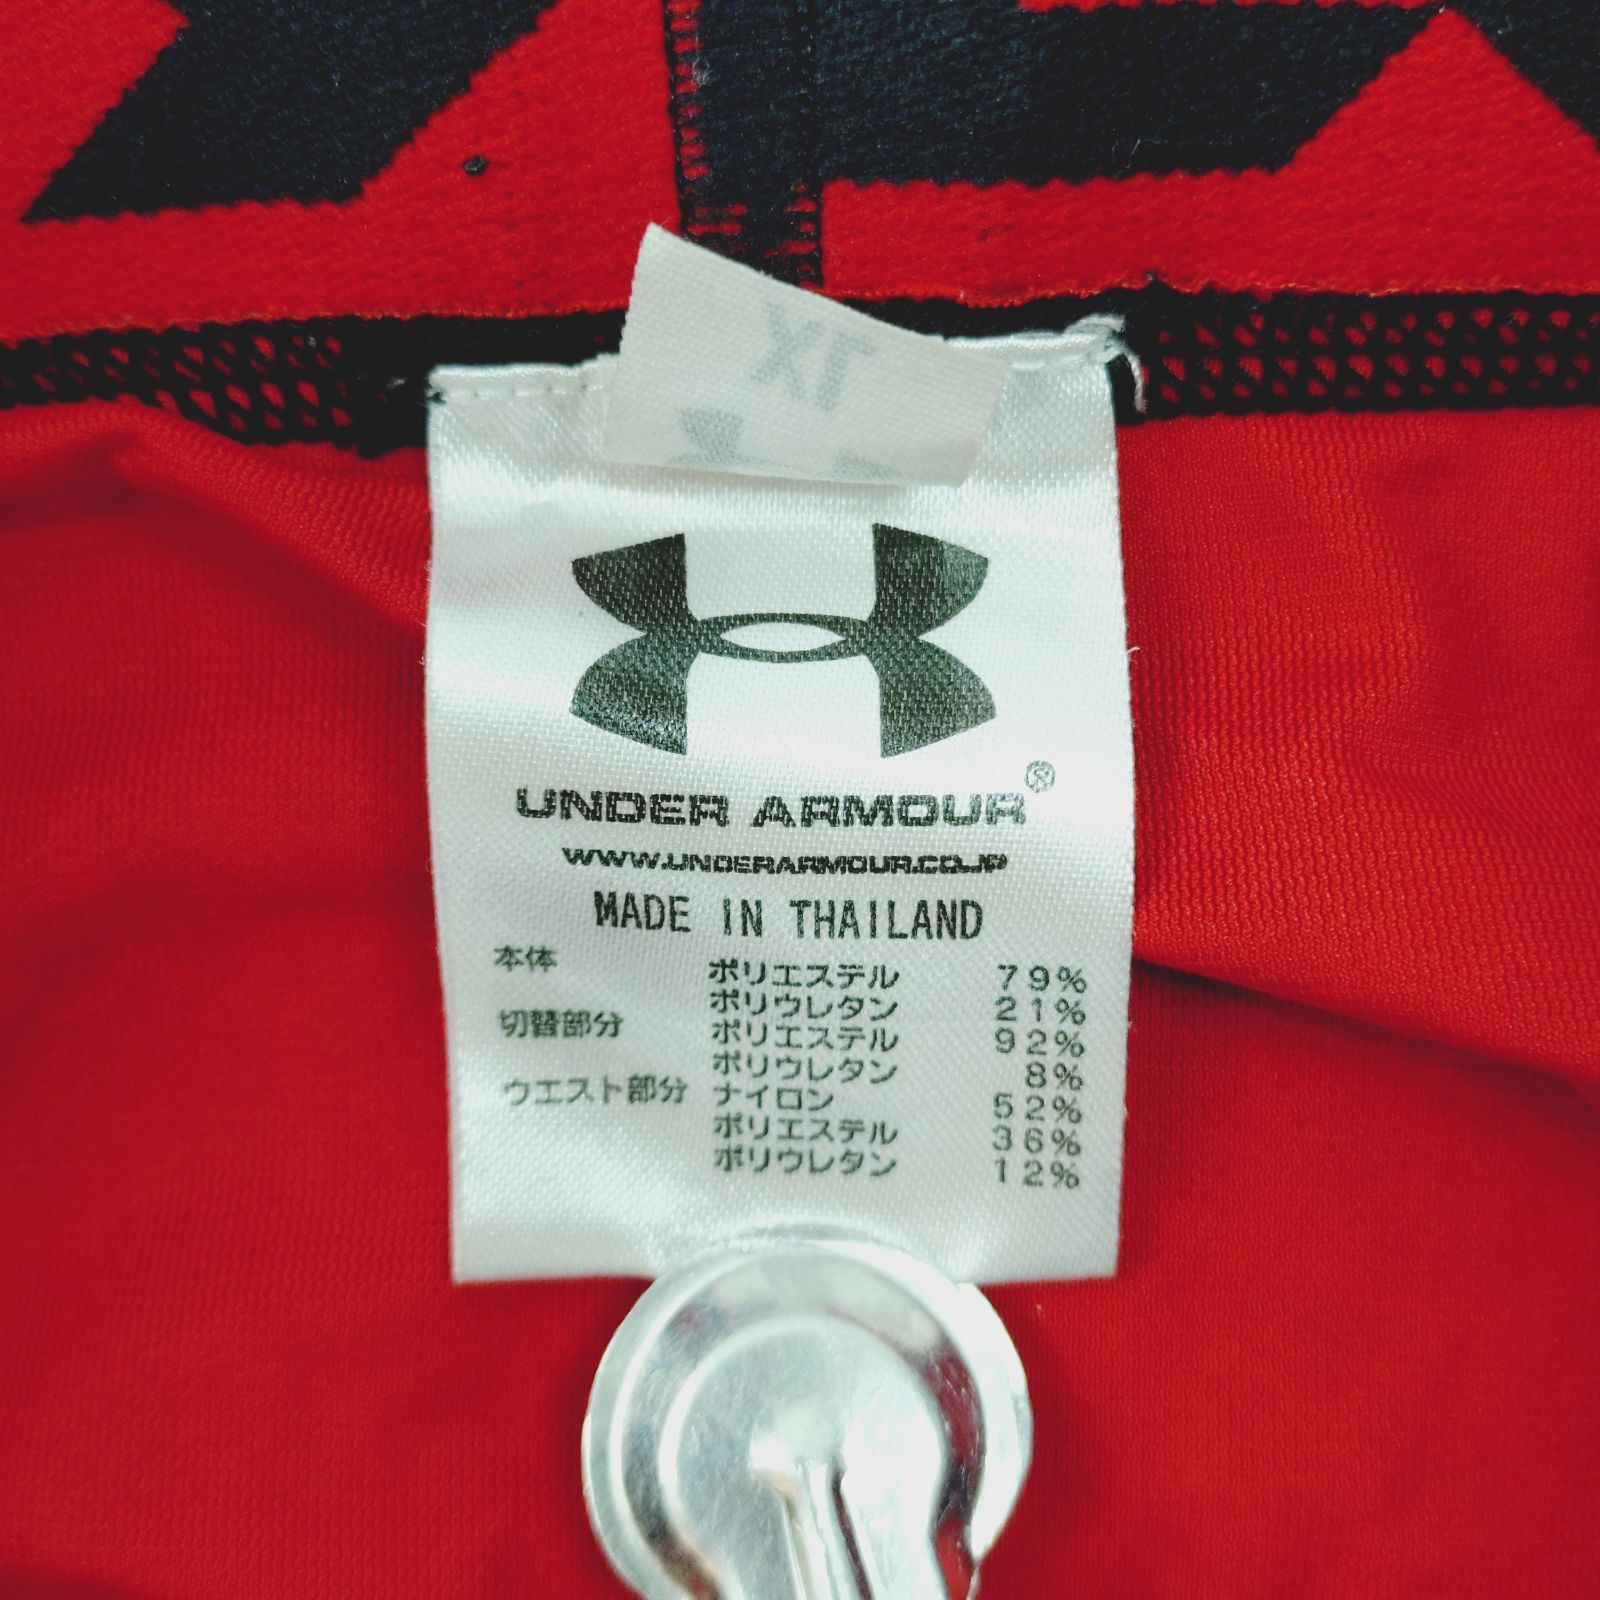 UNDER ARMOUR®
WWW.UNDERARMOUR.CO.JP
MADE IN THAILAND
本体 ポリエステル 79%
ポリウレタン 21%
切替部分 ポリエステル 92%
ポリウレタン 8%
ウエスト部分 ナイロン 52%
ポリエステル 36%
ポリウレタン 12%